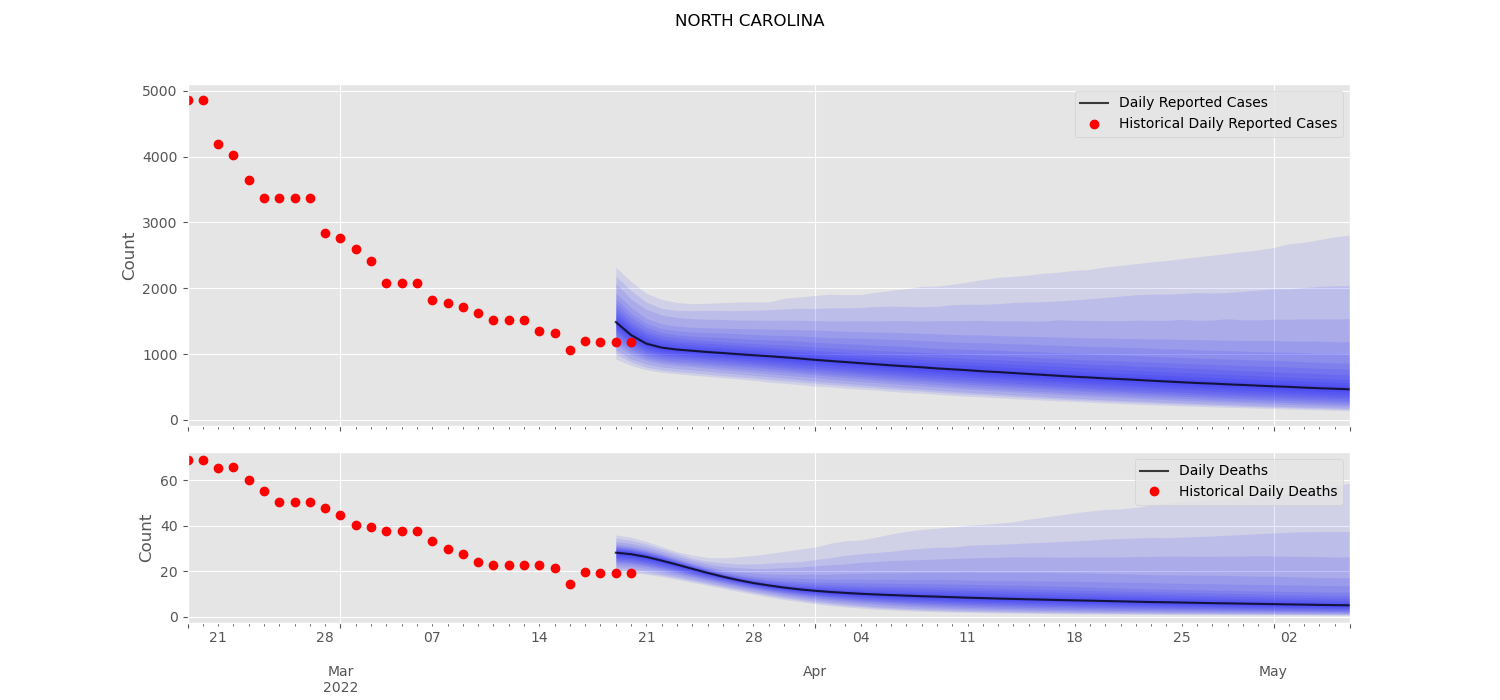 NORTH CAROLINA
5000
4000
3000
2000
1000
0
Count
Daily Reported Cases
Historical Daily Reported Cases
60
40
20
0
Count
Daily Deaths
Historical Daily Deaths
21 28 07 14 21 28 04 11 18 25 02
Mar Apr May
2022